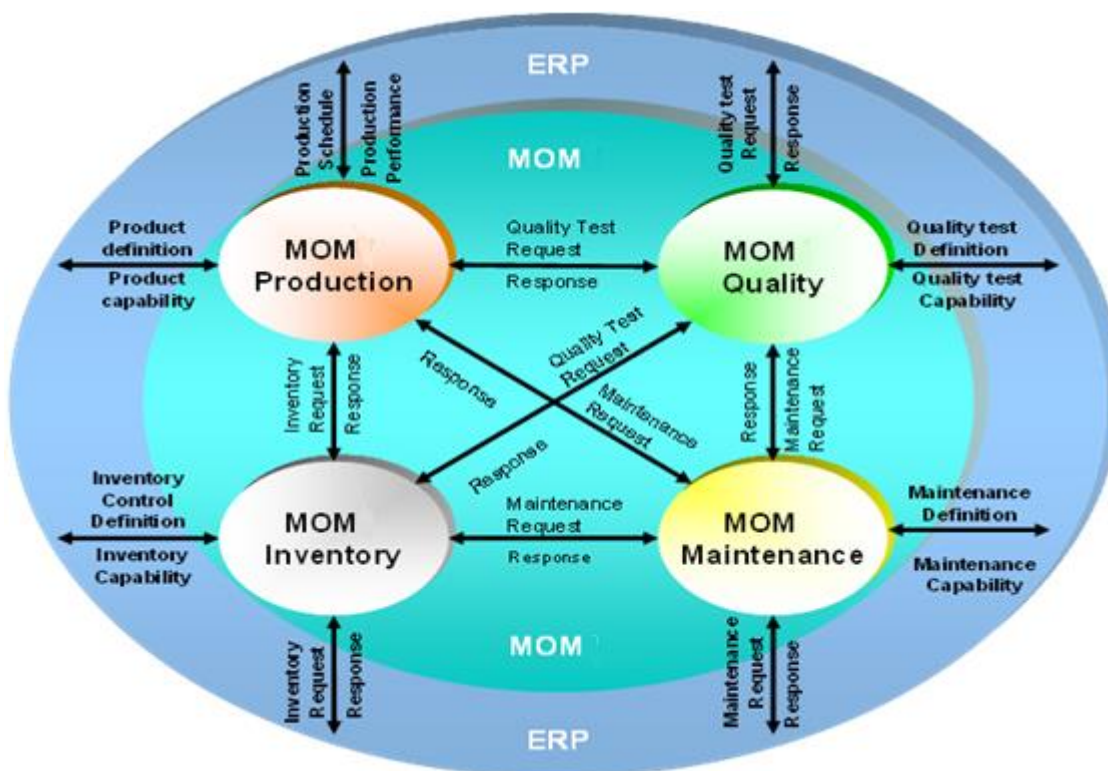 ERP
Production
Schedule
Production
Performance
Quality test
Request
Response
MOM
Product
definition
Product
capability
MOM
Production
Quality Test
Request
Response
MOM
Quality
Quality test
Definition
Quality test
Capability
Inventory
Request
Response
Response
Quality Test
Request
Maintenance
Request
Response
Response
Maintenance
Request
Inventory
Control
Definition
Inventory
Capability
MOM
Inventory
Maintenance
Request
Response
MOM
Maintenance
Maintenance
Definition
Maintenance
Capability
Inventory
Request
Response
MOM
Maintenance
Request
Response
ERP